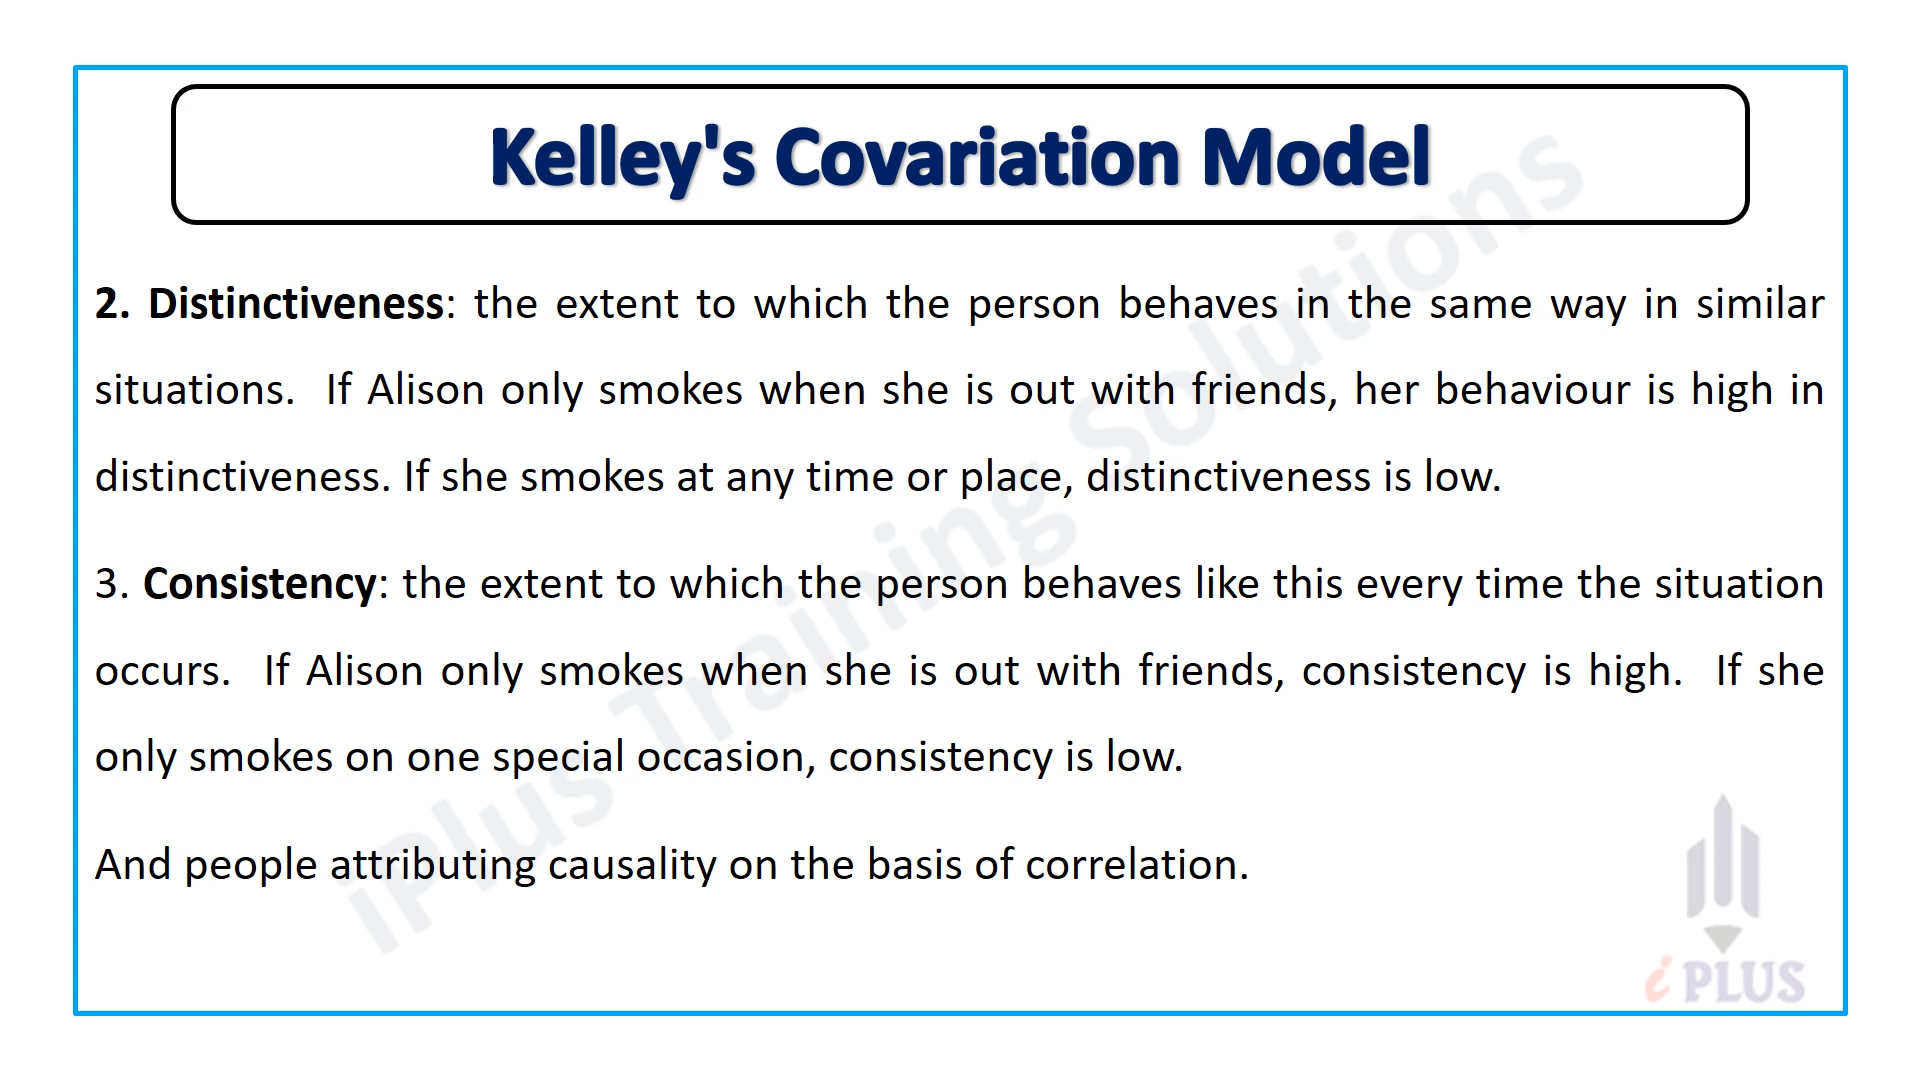 Kelley's Covariation Model
2. Distinctiveness: the extent to which the person behaves in the same way in similar
situations.  If Alison only smokes when she is out with friends, her behaviour is high in
distinctiveness. If she smokes at any time or place, distinctiveness is low.
3. Consistency: the extent to which the person behaves like this every time the situation
occurs.  If Alison only smokes when she is out with friends, consistency is high.  If she
only smokes on one special occasion, consistency is low.
And people attributing causality on the basis of correlation.
iPlus Training Solutions
i PLUS